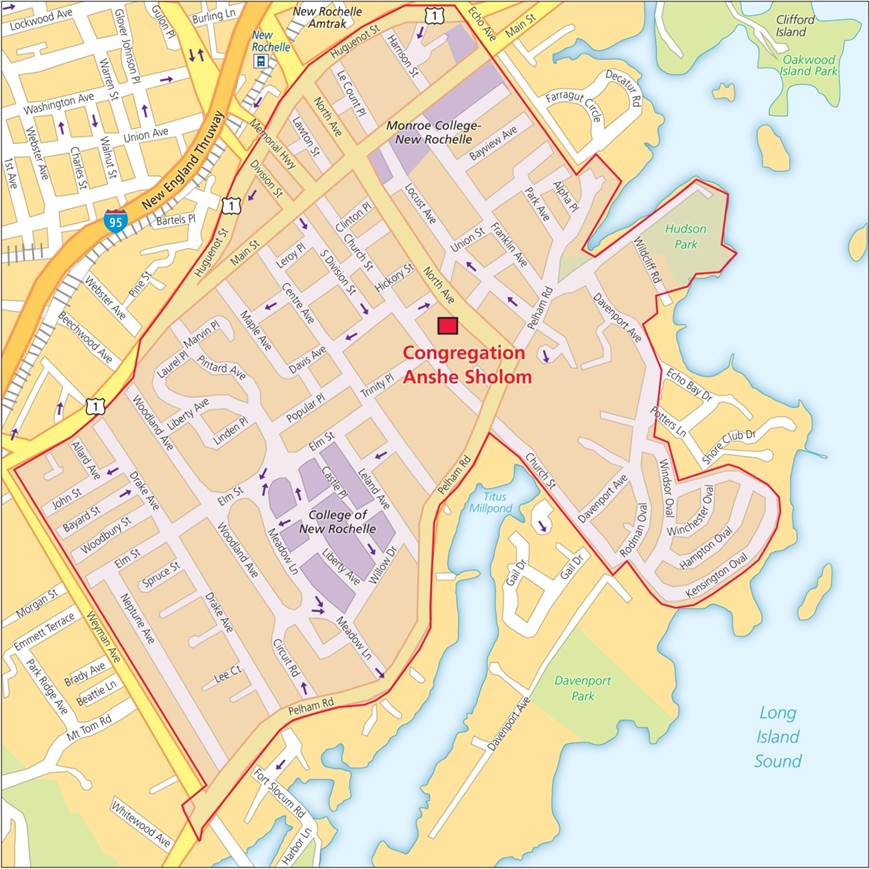 Lockwood Ave
Glover Johnson Pl
Gulon Pl
Burling Ln
New Rochelle
Amtrak
New
Rochelle
Huguenot St
1
Echo Ave
Main St
Clifford
Island
Oakwood
Island Park
Harrison St
Le Count Pl
North Ave
Decatur Rd
Farragut Circle
Warren St
Washington Ave
Union Ave
Webster Ave
Walnut St
Charles St
1st Ave
New England Thruway
Memorial Hwy
Lawton St
Division St
Monroe College-
New Rochelle
Bayview Ave
Locust Ave
Park Ave
Alpha Pl
95
Bartels Pl
1
Huguenot St
Main St
Clinton Pl
Church St
Leroy Pl
S Division St
Hickory St
Union St
Franklin Ave
Hudson
Park
Wildcliff Rd
Pine St
Webster Ave
Beechwood Ave
Centre Ave
Maple Ave
North Ave
Pelham Rd
Davenport Ave
Marvin Pl
Laurel Pl
Pintard Ave
Davis Ave
Congregation
Anshe Sholom
Trinity Pl
Popular Pl
Liberty Ave
Linden Pl
Woodland Ave
1
Echo Bay Dr
Potters Ln
Shore Club Dr
Elm St
Allard Ave
Drake Ave
Castle Pl
Leland Ave
Pelham Rd
Church St
John St
Bayard St
Woodbury St
Elm St
Elm St
College of
New Rochelle
Titus
Millpond
Davenport Ave
Windsor Oval
Rodman Oval
Winchester Oval
Hampton Oval
Kensington Oval
Woodland Ave
Meadow Ln
Liberty Ave
Willow Dr
Spruce St
Gail Dr
Gail Dr
Morgan St
Neptune Ave
Drake Ave
Weyman Ave
Emmett Terrace
Park Ridge Ave
Brady Ave
Beattie Ln
Mt Tom Rd
Circuit Rd
Meadow Ln
Lee Ct
Pelham Rd
Davenport
Park
Davenport Ave
Long
Island
Sound
Fort Slocum Rd
Whitewood Ave
Harbor Ln